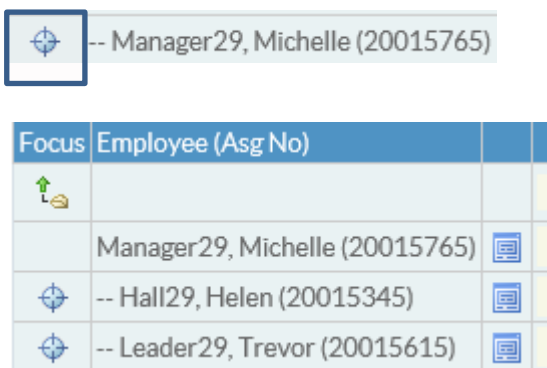 -- Manager29, Michelle (20015765)
Focus Employee (Asg No)
Manager29, Michelle (20015765)
-- Hall29, Helen (20015345)
-- Leader29, Trevor (20015615)